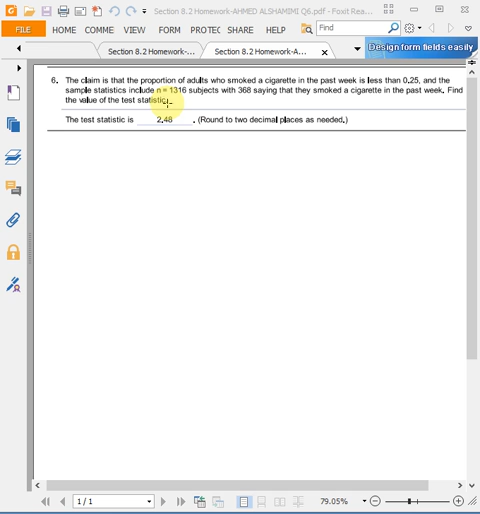 Section 8.2 Homework-AHMED ALSHAMIMI Q6.pdf - Foxit Rea...
FILE HOME COMME VIEW FORM PROTEC SHARE HELP Find
Section 8.2 Homework-... Section 8.2 Homework-A... Design form fields easily
6. The claim is that the proportion of adults who smoked a cigarette in the past week is less than 0.25, and the
sample statistics include n = 1316 subjects with 368 saying that they smoked a cigarette in the past week. Find
the value of the test statistic.
The test statistic is 2.48 . (Round to two decimal places as needed.)
1 / 1 79.05%